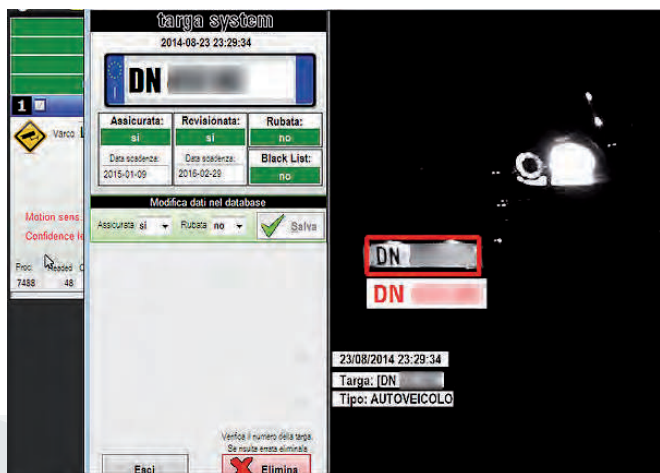 targa system
2014-08-23 23:29:34
I
DN
Assicurata:
Revisionata:
Rubata:
si
si
no
Data scadenza:
Data scadenza:
Black List:
2015-01-09
2016-02-29
no
Modifica dati nel database
Assicurata si
Rubata no
Salva
1
Varco
Motion sens.
Confidence le
Proc.
Readed
7488
48
DN
DN
23/08/2014 23:29:34
Targa: [DN
Tipo: AUTOVEICOLO
Verifica il numero della targa.
Se risulta errata eliminala
Esci
Elimina